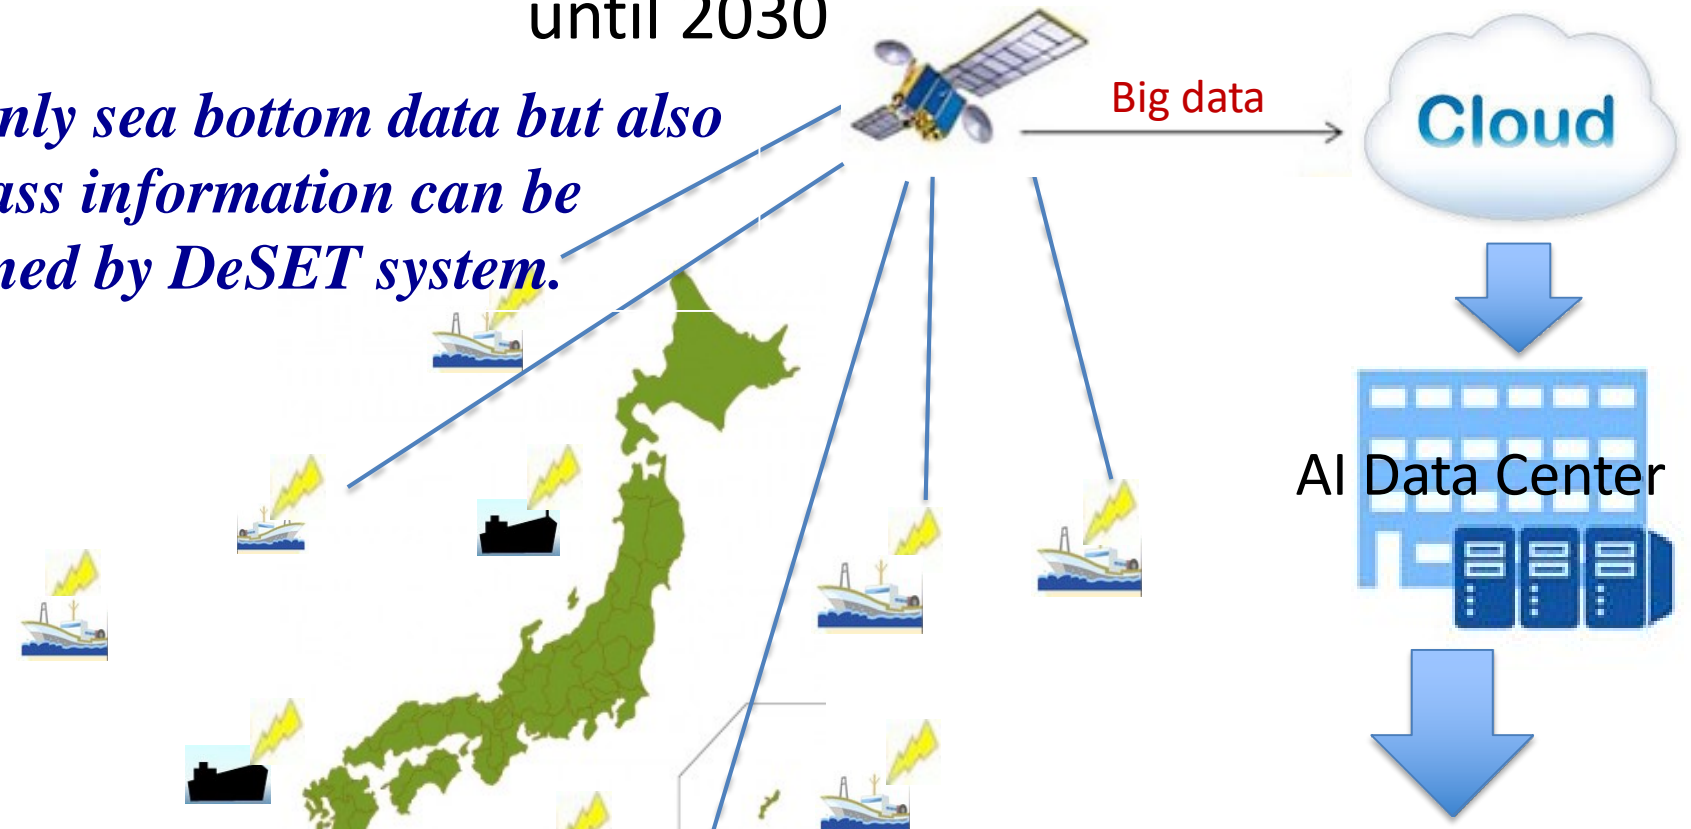 until 2030
nly sea bottom data but also
ass information can be
ned by DeSET system.
Big data
Cloud
AI Data Center